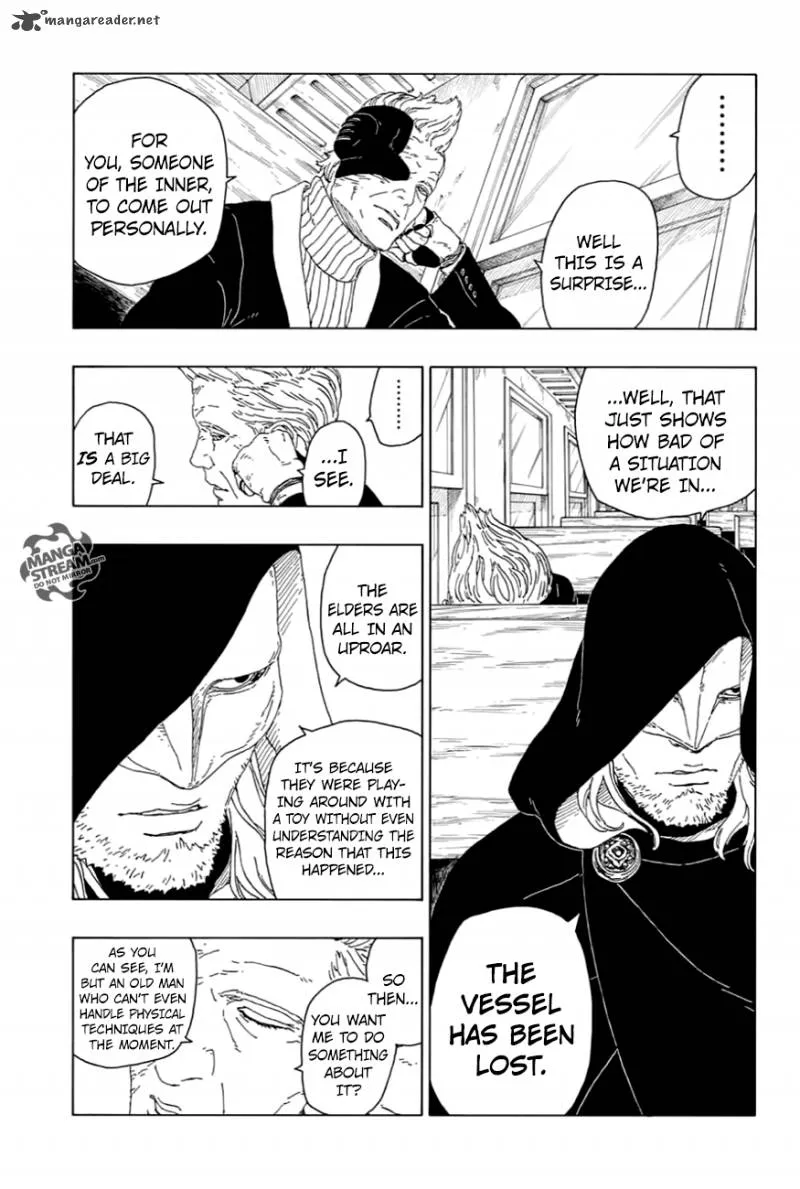 mangareader.net
.........
WELL
THIS IS A
SURPRISE...
FOR
YOU, SOMEONE
OF THE INNER,
TO COME OUT
PERSONALLY.
...WELL, THAT
JUST SHOWS
HOW BAD OF
A SITUATION
WE'RE IN...
THE
VESSEL
HAS BEEN
LOST.
.......
...I
SEE.
THAT
IS A BIG
DEAL.
MANGA
STREAM.com
DO NOT MIRROR
THE
ELDERS ARE
ALL IN AN
UPROAR.
IT'S BECAUSE
THEY WERE PLAY-
ING AROUND WITH
A TOY WITHOUT EVEN
UNDERSTANDING THE
REASON THAT THIS
HAPPENED...
SO
THEN...
YOU WANT
ME TO DO
SOMETHING
ABOUT
IT?
AS YOU
CAN SEE, I'M
BUT AN OLD MAN
WHO CAN'T EVEN
HANDLE PHYSICAL
TECHNIQUES AT
THE MOMENT.